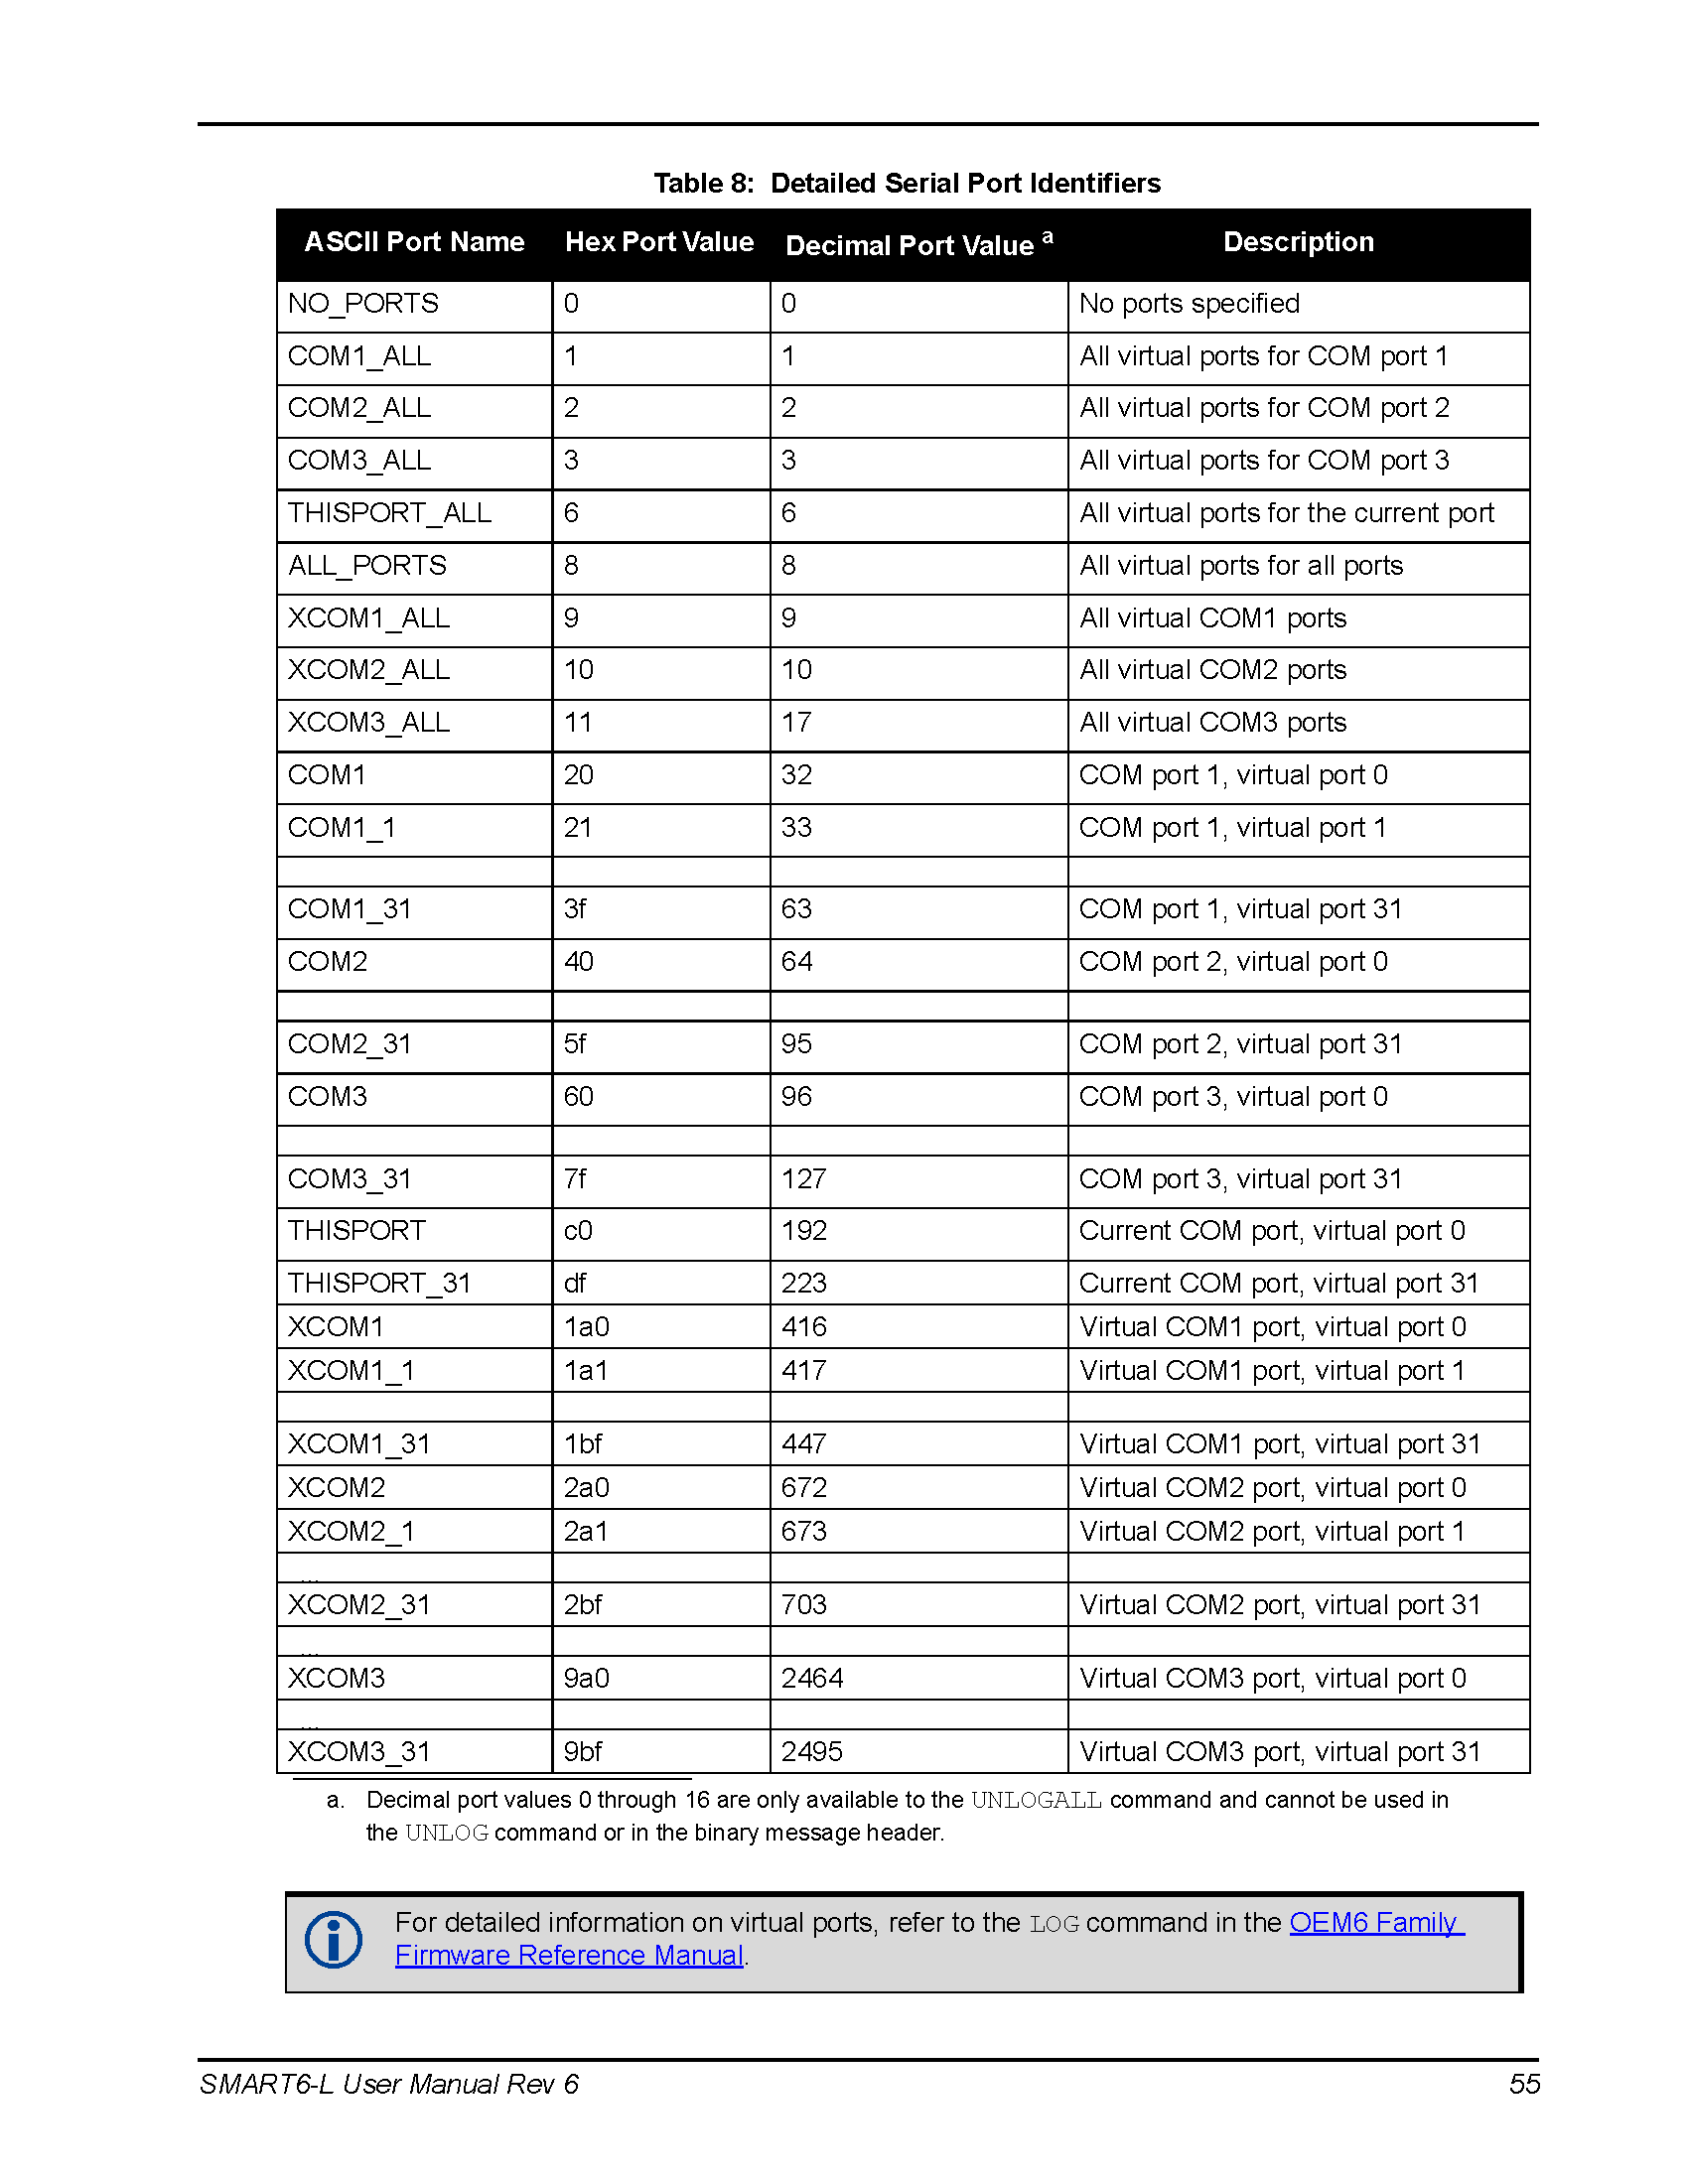 Table 8:  Detailed Serial Port Identifiers
ASCII Port Name Hex Port Value Decimal Port Value a Description
NO_PORTS 0 0 No ports specified
COM1_ALL 1 1 All virtual ports for COM port 1
COM2_ALL 2 2 All virtual ports for COM port 2
COM3_ALL 3 3 All virtual ports for COM port 3
THISPORT_ALL 6 6 All virtual ports for the current port
ALL_PORTS 8 8 All virtual ports for all ports
XCOM1_ALL 9 9 All virtual COM1 ports
XCOM2_ALL 10 10 All virtual COM2 ports
XCOM3_ALL 11 17 All virtual COM3 ports
COM1 20 32 COM port 1, virtual port 0
COM1_1 21 33 COM port 1, virtual port 1
COM1_31 3f 63 COM port 1, virtual port 31
COM2 40 64 COM port 2, virtual port 0
COM2_31 5f 95 COM port 2, virtual port 31
COM3 60 96 COM port 3, virtual port 0
COM3_31 7f 127 COM port 3, virtual port 31
THISPORT c0 192 Current COM port, virtual port 0
THISPORT_31 df 223 Current COM port, virtual port 31
XCOM1 1a0 416 Virtual COM1 port, virtual port 0
XCOM1_1 1a1 417 Virtual COM1 port, virtual port 1
XCOM1_31 1bf 447 Virtual COM1 port, virtual port 31
XCOM2 2a0 672 Virtual COM2 port, virtual port 0
XCOM2_1 2a1 673 Virtual COM2 port, virtual port 1
...
XCOM2_31 2bf 703 Virtual COM2 port, virtual port 31
...
XCOM3 9a0 2464 Virtual COM3 port, virtual port 0
...
XCOM3_31 9bf 2495 Virtual COM3 port, virtual port 31
a. Decimal port values 0 through 16 are only available to the UNLOGALL command and cannot be used in
the UNLOG command or in the binary message header.
For detailed information on virtual ports, refer to the LOG command in the OEM6 Family
Firmware Reference Manual.
SMART6-L User Manual Rev 6 55